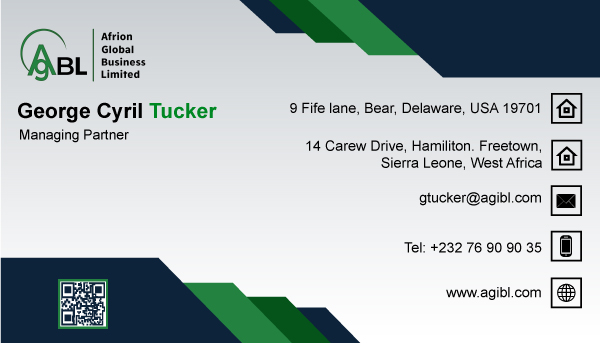 AgBL
Afrion
Global
Business
Limited
George Cyril Tucker
Managing Partner
9 Fife lane, Bear, Delaware, USA 19701
14 Carew Drive, Hamiliton. Freetown,
Sierra Leone, West Africa
gtucker@agibl.com
Tel: +232 76 90 90 35
www.agibl.com